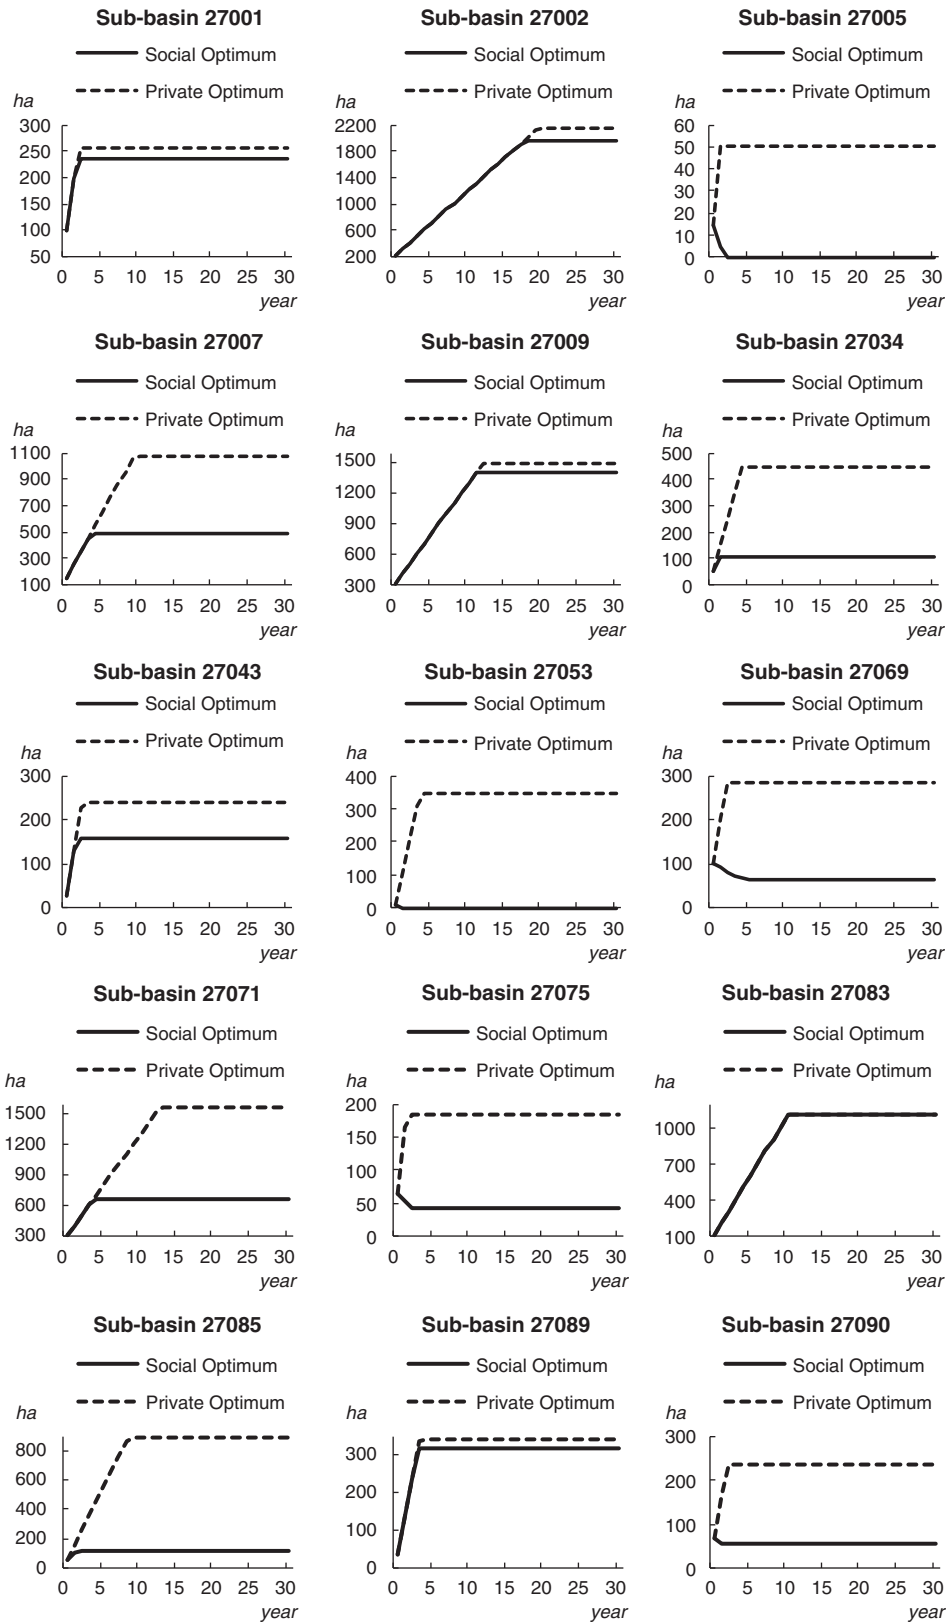 Sub-basin 27001
Social Optimum
Private Optimum
ha
300
250
200
150
100
50
0 5 10 15 20 25 30
year
Sub-basin 27002
Social Optimum
Private Optimum
2200
1800
1400
1000
600
200
0 5 10 15 20 25 30
year
Sub-basin 27005
Social Optimum
Private Optimum
ha
60
50
40
30
20
10
0
0 5 10 15 20 25 30
year
Sub-basin 27007
Social Optimum
Private Optimum
ha
1100
900
700
500
300
100
0 5 10 15 20 25 30
year
Sub-basin 27009
Social Optimum
Private Optimum
ha
1500
1200
900
600
300
0 5 10 15 20 25 30
year
Sub-basin 27034
Social Optimum
Private Optimum
ha
500
400
300
200
100
0
0 5 10 15 20 25 30
year
Sub-basin 27043
Social Optimum
Private Optimum
ha
300
200
100
0
0 5 10 15 20 25 30
year
Sub-basin 27053
Social Optimum
Private Optimum
ha
400
300
200
100
0
0 5 10 15 20 25 30
year
Sub-basin 27069
Social Optimum
Private Optimum
ha
300
200
100
0
0 5 10 15 20 25 30
year
Sub-basin 27071
Social Optimum
Private Optimum
ha
1500
1200
900
600
300
0 5 10 15 20 25 30
year
Sub-basin 27075
Social Optimum
Private Optimum
ha
200
150
100
50
0
0 5 10 15 20 25 30
year
Sub-basin 27083
Social Optimum
Private Optimum
ha
1000
700
400
100
0 5 10 15 20 25 30
year
Sub-basin 27085
Social Optimum
Private Optimum
ha
800
600
400
200
0
0 5 10 15 20 25 30
year
Sub-basin 27089
Social Optimum
Private Optimum
ha
300
200
100
0
0 5 10 15 20 25 30
year
Sub-basin 27090
Social Optimum
Private Optimum
ha
300
200
100
0
0 5 10 15 20 25 30
year